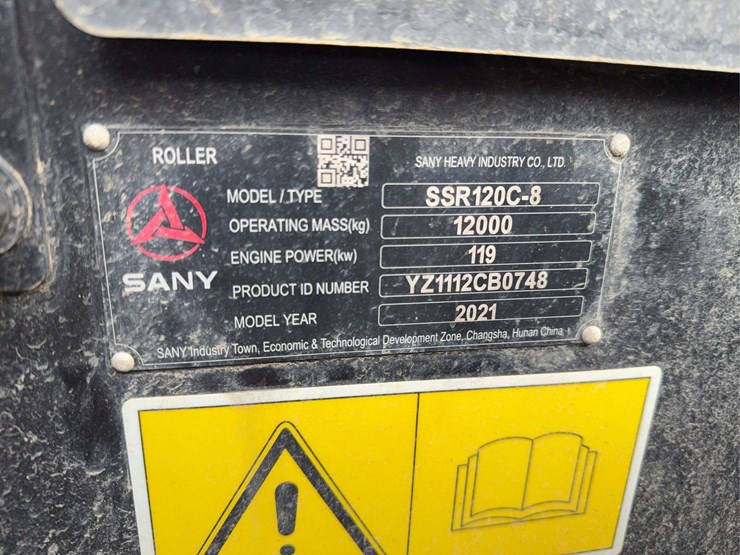 ROLLER
SANY HEAVY INDUSTRY CO., LTD.
MODEL / TYPE SSR120C-8
OPERATING MASS(kg) 12000
ENGINE POWER(kw) 119
SANY
PRODUCT ID NUMBER YZ1112CB0748
MODEL YEAR 2021
SANY Industry Town, Economic & Technological Development Zone, Changsha, Hunan China